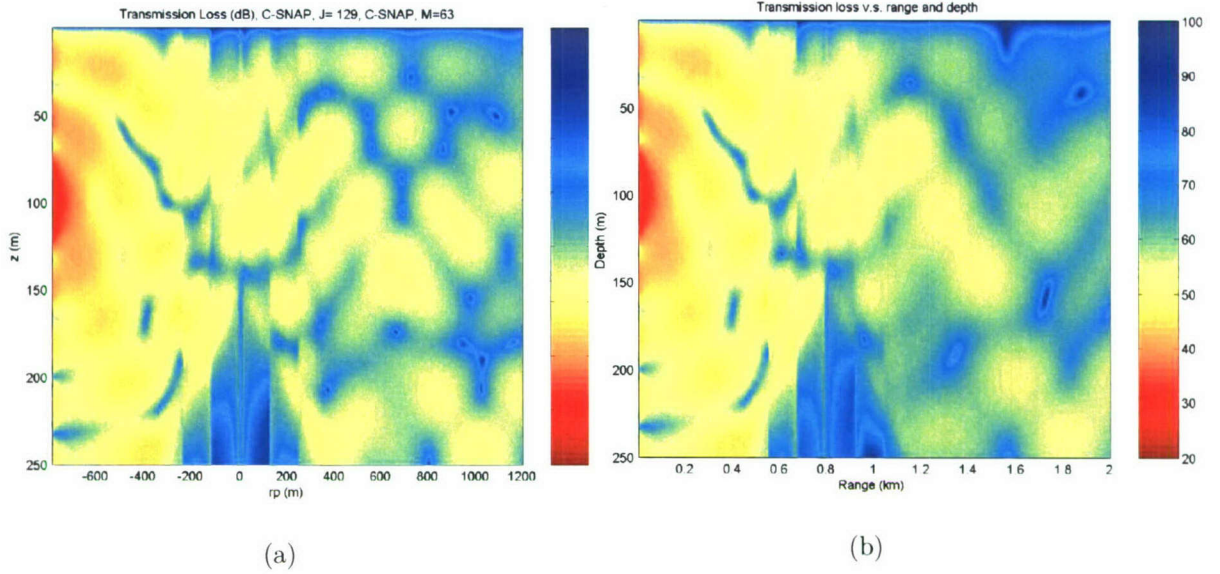 Transmission Loss (dB), C-SNAP, J= 129, C-SNAP, M=63
50
100
150
200
250
z (m)
-600 -400 -200 0 200 400 600 800 1000 1200
rp (m)
(a)
Transmission loss v.s. range and depth
50
100
150
200
250
Depth (m)
0.2 0.4 0.6 0.8 1 1.2 1.4 1.6 1.8 2
Range (km)
100
90
80
70
60
50
40
30
20
(b)